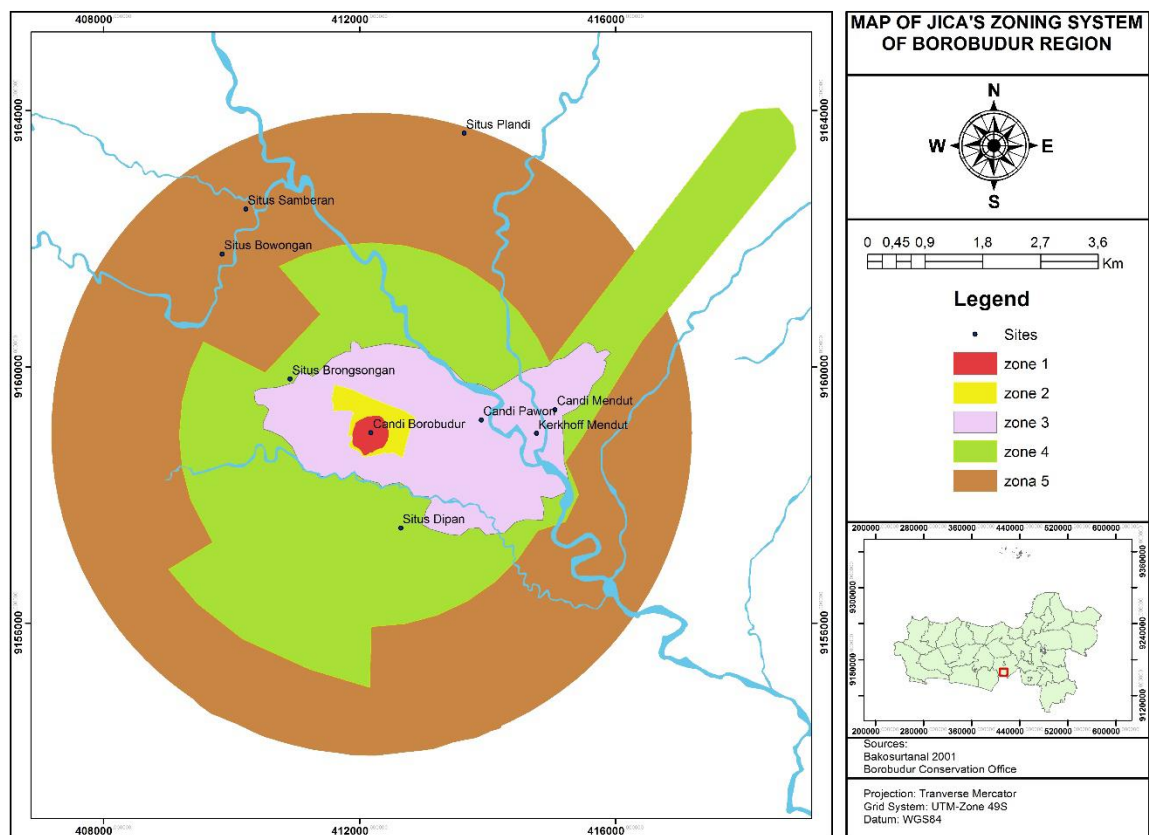 408000 412000 416000
9164000
9164000
9160000
9160000
9156000
9156000
Situs Plandi
Situs Samberan
Situs Bowongan
Situs Brongsongan
Candi Mendut
Candi Pawon
Kerkhoff Mendut
Candi Borobudur
Situs Dipan
408000 412000 416000
MAP OF JICA'S ZONING SYSTEM
OF BOROBUDUR REGION
N
W E
S
0 0,45 0,9 1,8 2,7 3,6
Km
Legend
Sites
zone 1
zone 2
zone 3
zone 4
zona 5
200000 280000 360000 440000 520000 600000
9300000
9180000
9360000
9240000
9120000
200000 280000 360000 440000 520000 600000
Sources:
Bakosurtanal 2001
Borobudur Conservation Office
Projection: Tranverse Mercator
Grid System: UTM-Zone 49S
Datum: WGS84